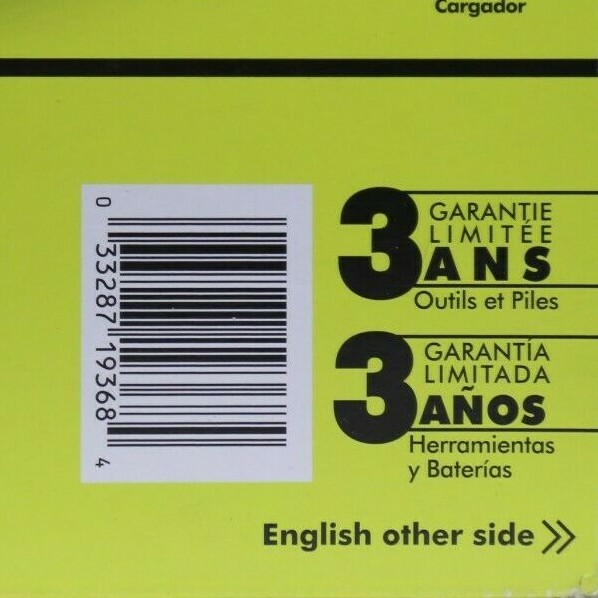 Cargador
0 33287 19368 4
3 GARANTIE
LIMITÉE
ANS
Outils et Piles
3 GARANTÍA
LIMITADA
AÑOS
Herramientas
y Baterías
English other side >>